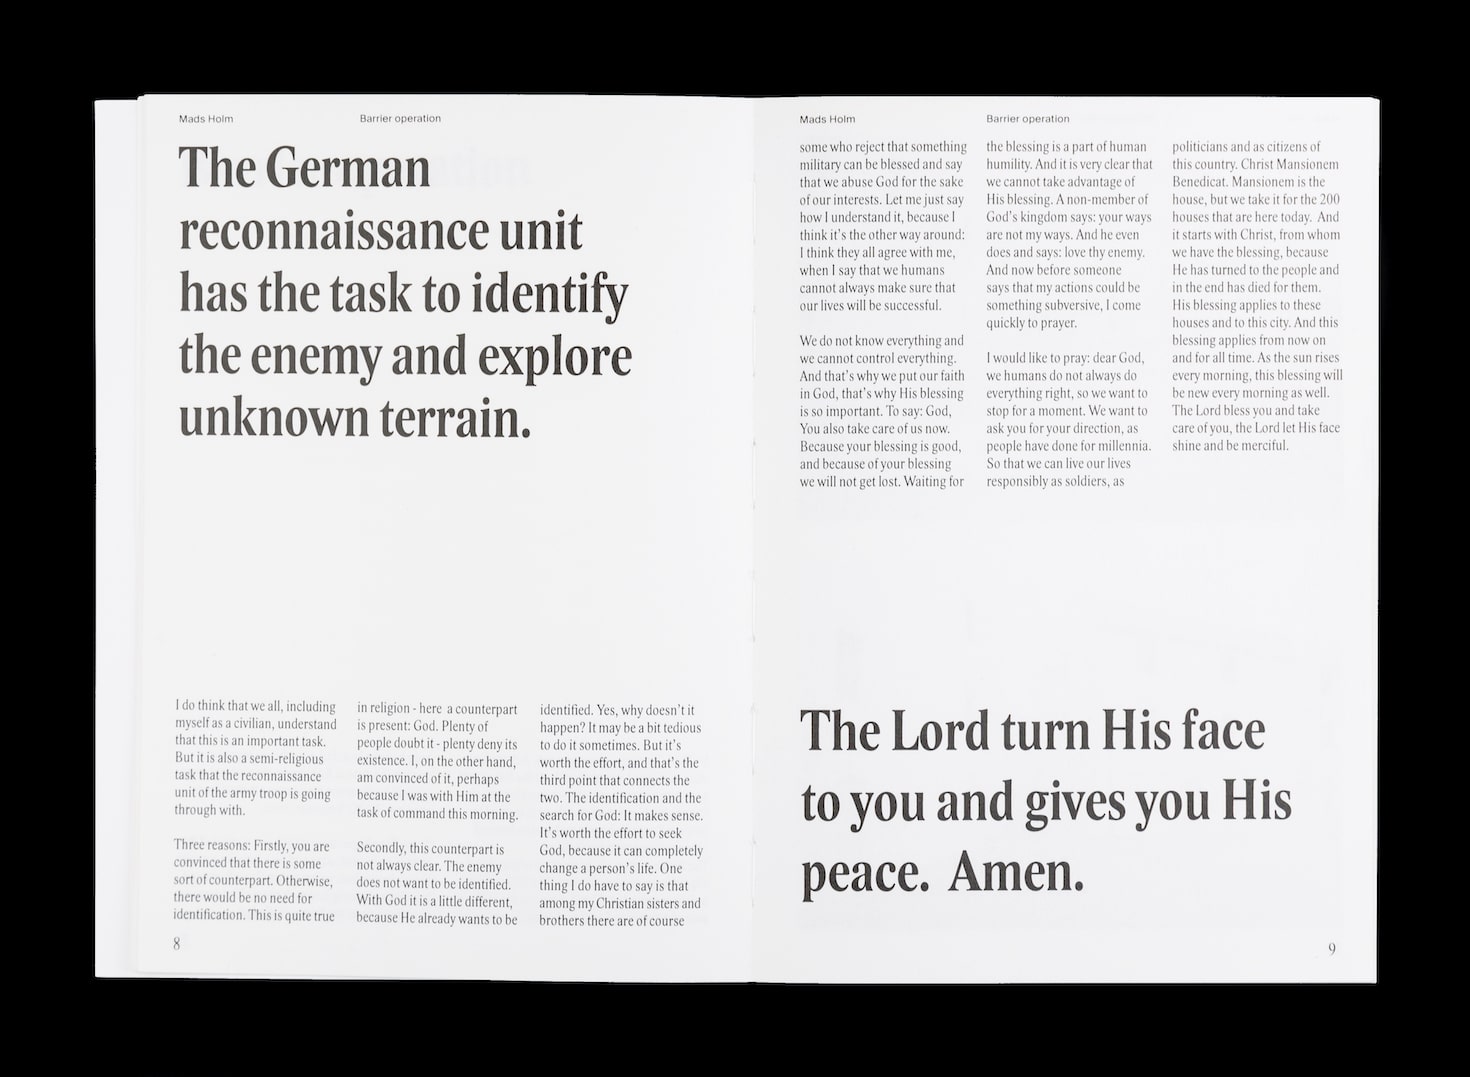 Mads Holm
Barrier operation
The German
reconnaissance unit
has the task to identify
the enemy and explore
unknown terrain.
I do think that we all, including
myself as a civilian, understand
that this is an important task.
But it is also a semi-religious
task that the reconnaissance
unit of the army troop is going
through with.
Three reasons: Firstly, you are
convinced that there is some
sort of counterpart. Otherwise,
there would be no need for
identification. This is quite true
in religion - here a counterpart
is present: God. Plenty of
people doubt it - plenty deny its
existence. I, on the other hand,
am convinced of it, perhaps
because I was with Him at the
task of command this morning.
Secondly, this counterpart is
not always clear. The enemy
does not want to be identified.
With God it is a little different,
because He already wants to be
identified. Yes, why doesn't it
happen? It may be a bit tedious
to do it sometimes. But it's
worth the effort, and that's the
third point that connects the
two. The identification and the
search for God: It makes sense.
It's worth the effort to seek
God, because it can completely
change a person's life. One
thing I do have to say is that
among my Christian sisters and
brothers there are of course
8
Mads Holm
Barrier operation
some who reject that something
military can be blessed and say
that we abuse God for the sake
of our interests. Let me just say
how I understand it, because I
think it's the other way around:
I think they all agree with me,
when I say that we humans
cannot always make sure that
our lives will be successful.
We do not know everything and
we cannot control everything.
And that's why we put our faith
in God, that's why His blessing
is so important. To say: God,
You also take care of us now.
Because your blessing is good,
and because of your blessing
we will not get lost. Waiting for
the blessing is a part of human
humility. And it is very clear that
we cannot take advantage of
His blessing. A non-member of
God's kingdom says: your ways
are not my ways. And he even
does and says: love thy enemy.
And now before someone
says that my actions could be
something subversive, I come
quickly to prayer.
I would like to pray: dear God,
we humans do not always do
everything right, so we want to
stop for a moment. We want to
ask you for your direction, as
people have done for millennia.
So that we can live our lives
responsibly as soldiers, as
politicians and as citizens of
this country. Christ Mansionem
Benedicat. Mansionem is the
house, but we take it for the 200
houses that are here today. And
it starts with Christ, from whom
we have the blessing, because
He has turned to the people and
in the end has died for them.
His blessing applies to these
houses and to this city. And this
blessing applies from now on
and for all time. As the sun rises
every morning, this blessing will
be new every morning as well.
The Lord bless you and take
care of you, the Lord let His face
shine and be merciful.
The Lord turn His face
to you and gives you His
peace. Amen.
9